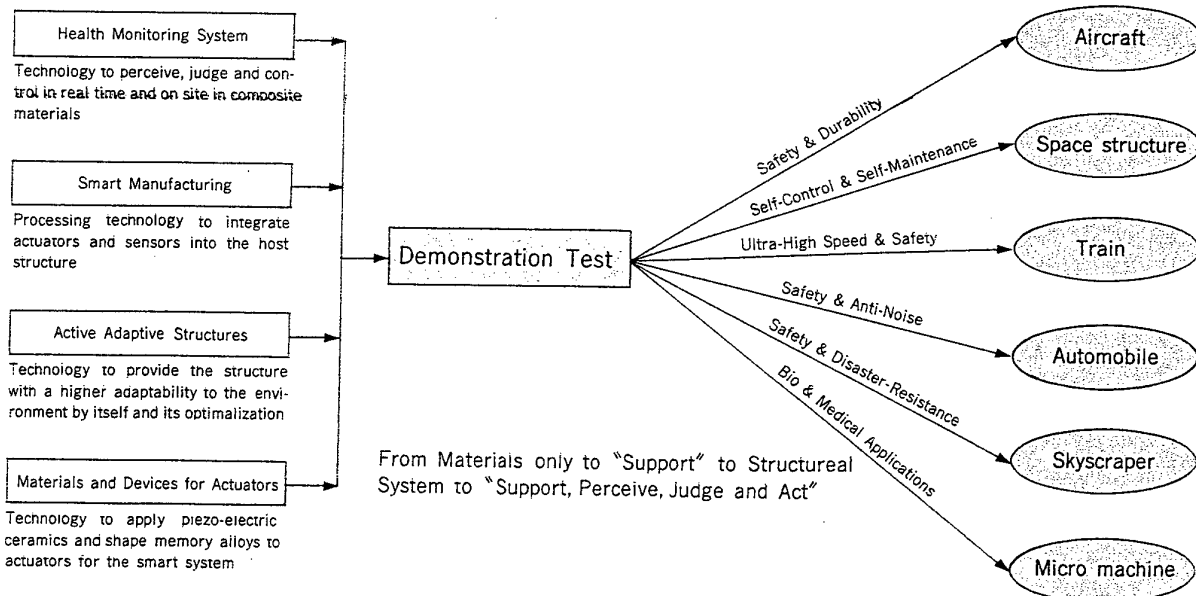 Health Monitoring System
Technology to perceive, judge and con-
trol in real time and on site in composite
materials
Smart Manufacturing
Processing technology to integrate
actuators and sensors into the host
structure
Active Adaptive Structures
Technology to provide the structure
with a higher adaptability to the envi-
ronment by itself and its optimalization
Materials and Devices for Actuators
Technology to apply piezo-electric
ceramics and shape memory alloys to
actuators for the smart system
Demonstration Test
From Materials only to "Support" to Structureal
System to "Support, Perceive, Judge and Act"
Safety & Durability
Self-Control & Self-Maintenance
Ultra-High Speed & Safety
Safety & Anti-Noise
Safety & Disaster-Resistance
Bio & Medical Applications
Aircraft
Space structure
Train
Automobile
Skyscraper
Micro machine